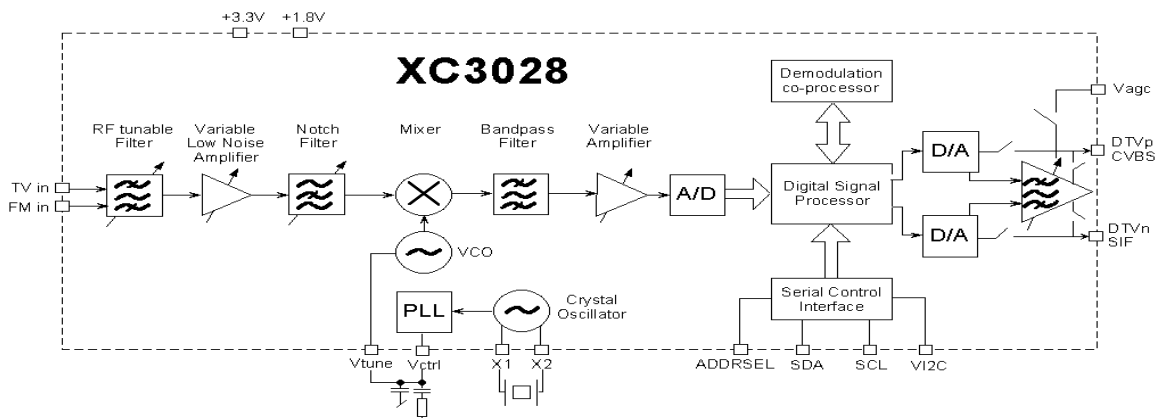 +3.3V
+1.8V
XC3028
Demodulation
co-processor
Vagc
RF tunable
Filter
Variable
Low Noise
Amplifier
Notch
Filter
Mixer
Bandpass
Filter
Variable
Amplifier
D/A
DTVp
CVBS
TV in
FM in
A/D
Digital Signal
Processor
D/A
DTVn
SIF
VCO
PLL
Crystal
Oscillator
Serial Control
Interface
Vtune
Vctrl
X1
X2
ADDRSEL
SDA
SCL
VI2C